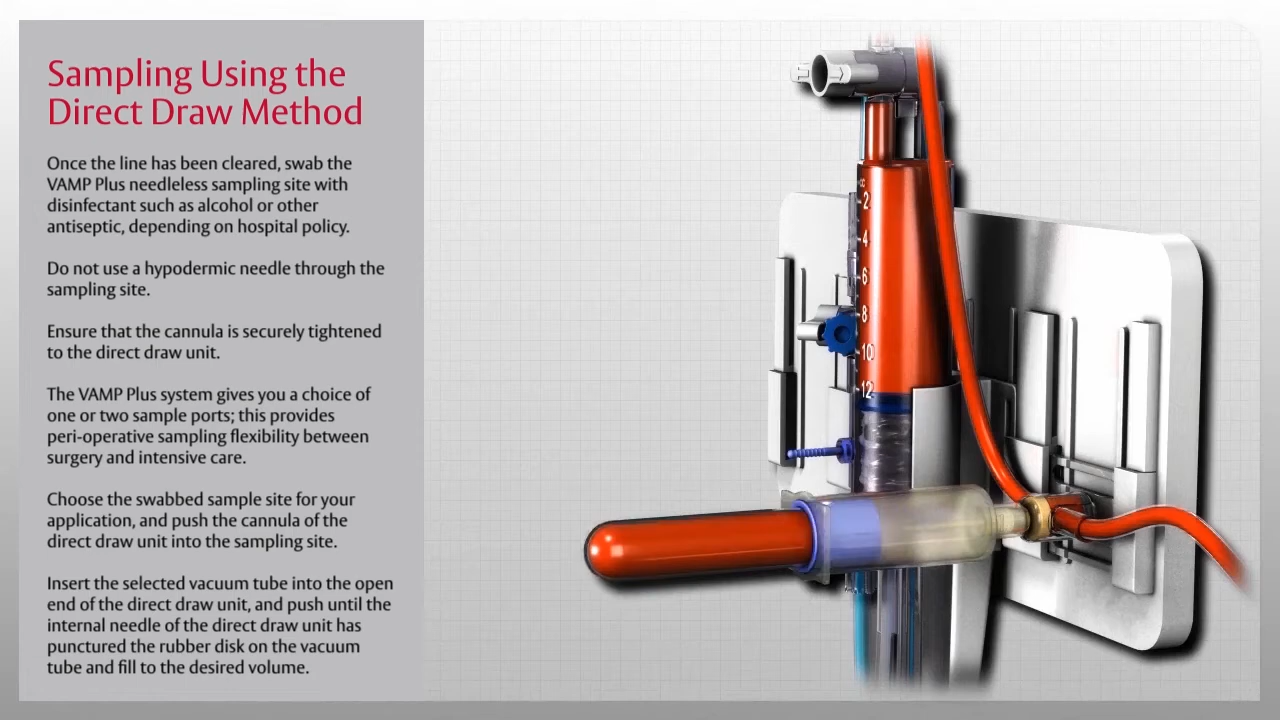 Sampling Using the
Direct Draw Method
Once the line has been cleared, swab the
VAMP Plus needleless sampling site with
disinfectant such as alcohol or other
antiseptic, depending on hospital policy.
Do not use a hypodermic needle through the
sampling site.
Ensure that the cannula is securely tightened
to the direct draw unit.
The VAMP Plus system gives you a choice of
one or two sample ports; this provides
peri-operative sampling flexibility between
surgery and intensive care.
Choose the swabbed sample site for your
application, and push the cannula of the
direct draw unit into the sampling site.
Insert the selected vacuum tube into the open
end of the direct draw unit, and push until the
internal needle of the direct draw unit has
punctured the rubber disk on the vacuum
tube and fill to the desired volume.
2
4
6
8
10
12